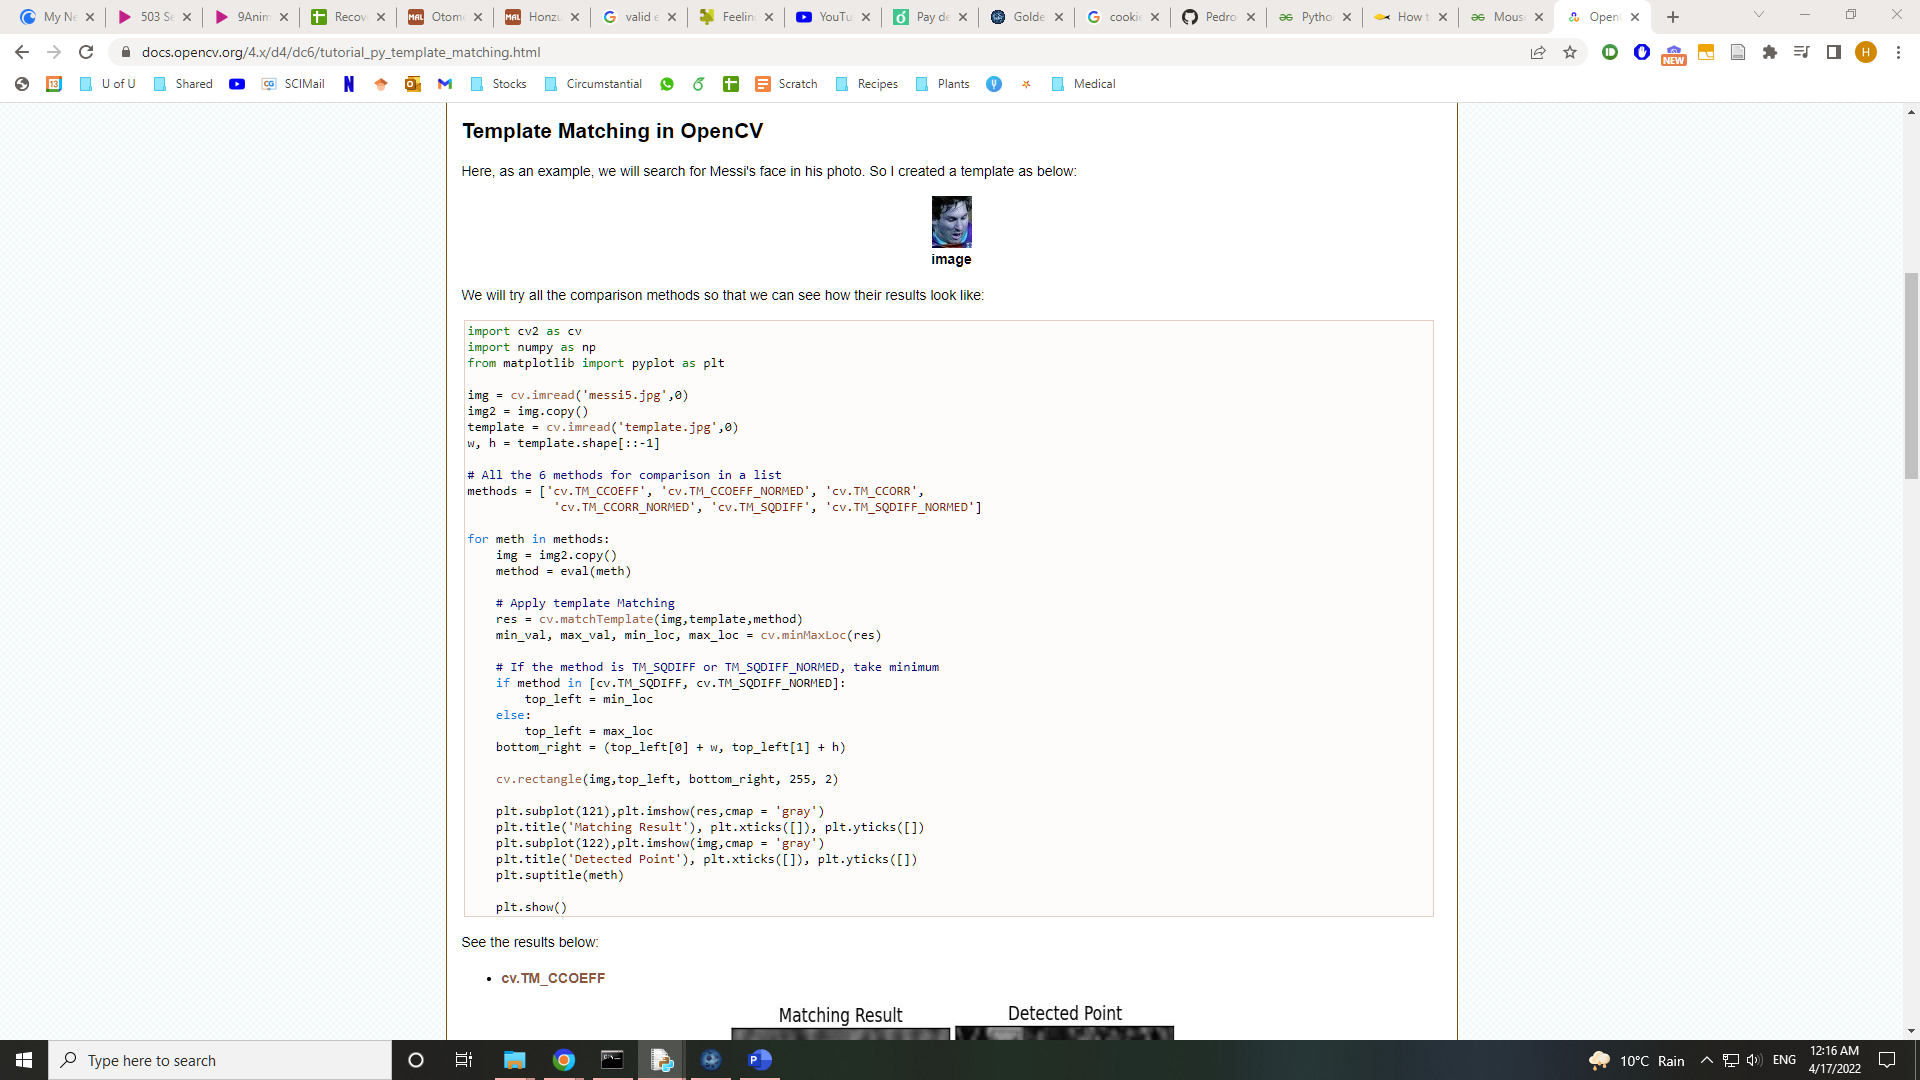 My Ne
503 Se
9Anim
Recov
Otom
Honzu
valid e
Feelin
YouTu
Pay de
Golde
cookie
Pedro
Pytho
How t
Mous
Open
docs.opencv.org/4.x/d4/dc6/tutorial_py_template_matching.html
NEW
H
U of U
Shared
SCIMail
Stocks
Circumstantial
Scratch
Recipes
Plants
Medical
Template Matching in OpenCV
Here, as an example, we will search for Messi's face in his photo. So I created a template as below:
image
We will try all the comparison methods so that we can see how their results look like:
import cv2 as cv
import numpy as np
from matplotlib import pyplot as plt
img = cv.imread('messi5.jpg',0)
img2 = img.copy()
template = cv.imread('template.jpg',0)
w, h = template.shape[::-1]
# All the 6 methods for comparison in a list
methods = ['cv.TM_CCOEFF', 'cv.TM_CCOEFF_NORMED', 'cv.TM_CCORR',
'cv.TM_CCORR_NORMED', 'cv.TM_SQDIFF', 'cv.TM_SQDIFF_NORMED']
for meth in methods:
img = img2.copy()
method = eval(meth)
# Apply template Matching
res = cv.matchTemplate(img,template,method)
min_val, max_val, min_loc, max_loc = cv.minMaxLoc(res)
# If the method is TM_SQDIFF or TM_SQDIFF_NORMED, take minimum
if method in [cv.TM_SQDIFF, cv.TM_SQDIFF_NORMED]:
top_left = min_loc
else:
top_left = max_loc
bottom_right = (top_left[0] + w, top_left[1] + h)
cv.rectangle(img,top_left, bottom_right, 255, 2)
plt.subplot(121),plt.imshow(res,cmap = 'gray')
plt.title('Matching Result'), plt.xticks([]), plt.yticks([])
plt.subplot(122),plt.imshow(img,cmap = 'gray')
plt.title('Detected Point'), plt.xticks([]), plt.yticks([])
plt.suptitle(meth)
plt.show()
See the results below:
• cv.TM_CCOEFF
Matching Result
Detected Point
Type here to search
10°C Rain
ENG
12:16 AM
4/17/2022